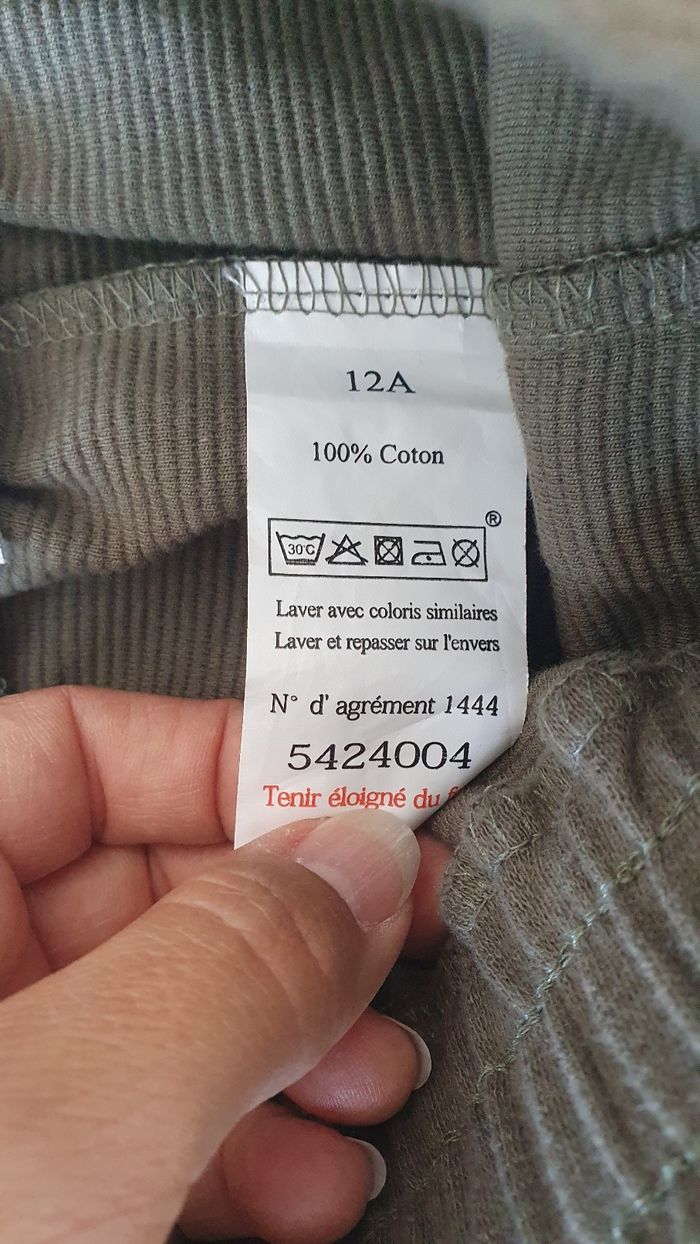 12A
100% Coton
®
30°C
Laver avec coloris similaires
Laver et repasser sur l'envers
N° d' agrément 1444
5424004
Tenir éloigné du